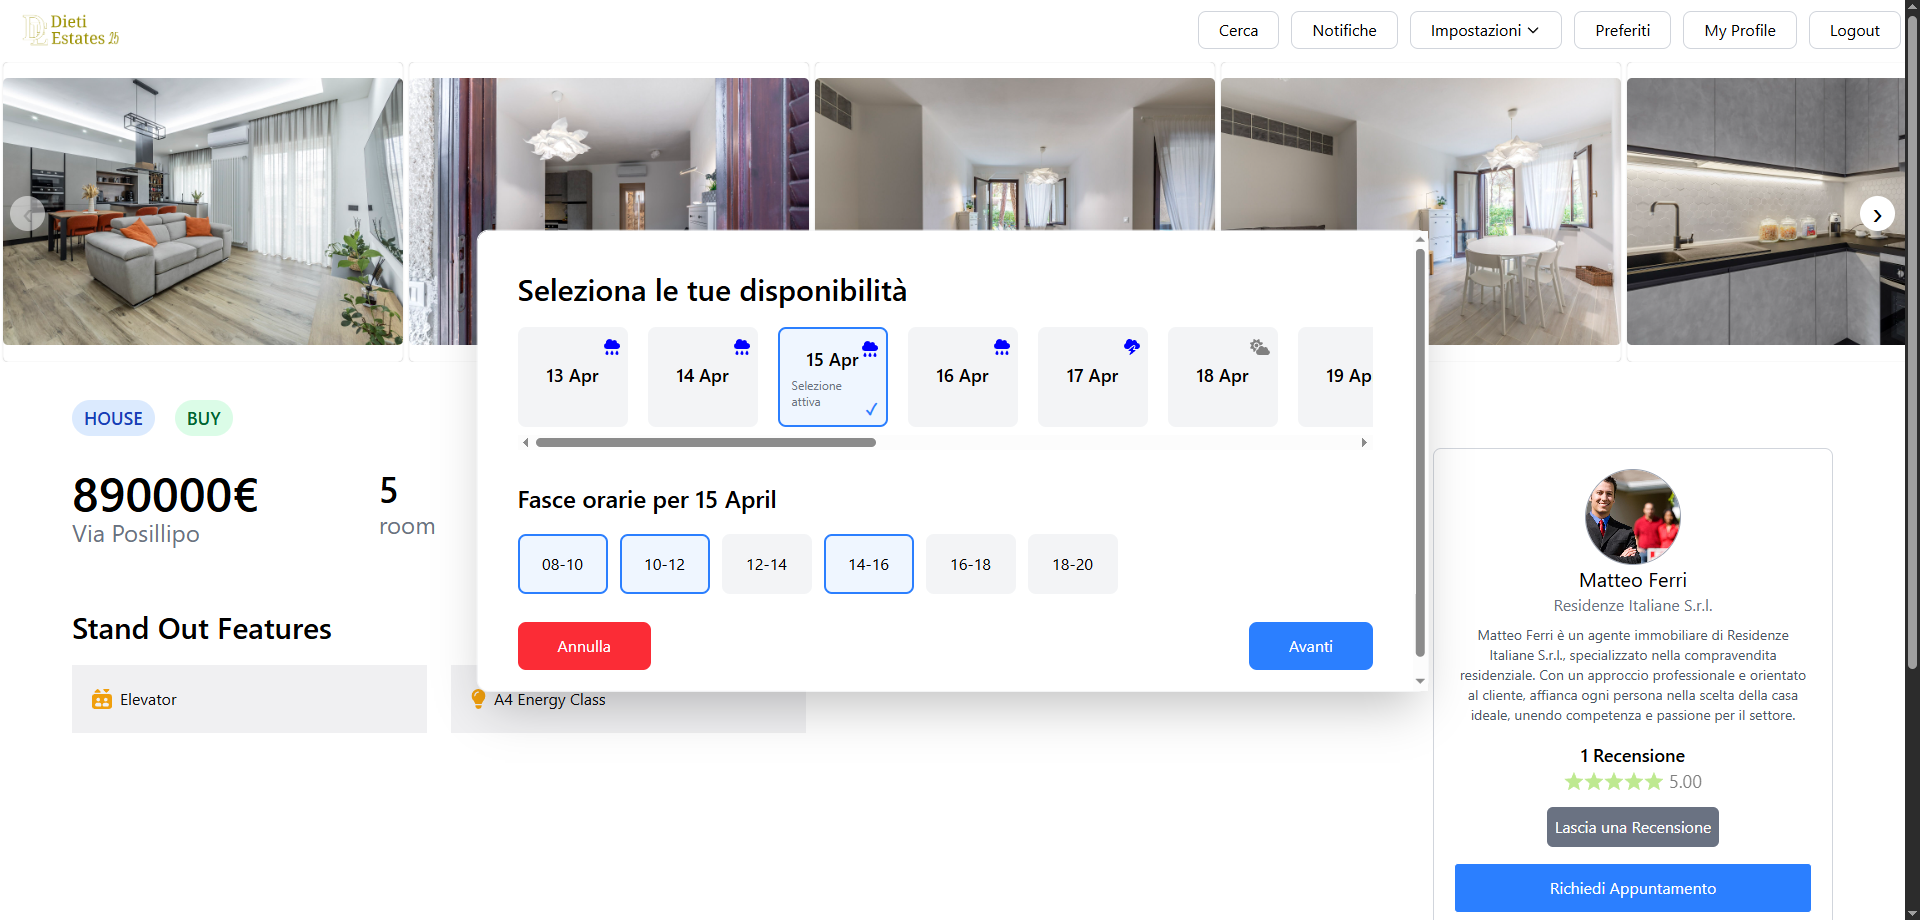 Dieti
Estates 25
Cerca
Notifiche
Impostazioni
Preferiti
My Profile
Logout
Seleziona le tue disponibilità
13 Apr
14 Apr
15 Apr
Selezione
attiva
16 Apr
17 Apr
18 Apr
19 Ap
Fasce orarie per 15 April
08-10
10-12
12-14
14-16
16-18
18-20
Annulla
Avanti
HOUSE
BUY
890000€
Via Posillipo
5
room
Stand Out Features
Elevator
A4 Energy Class
Matteo Ferri
Residenze Italiane S.r.l.
Matteo Ferri è un agente immobiliare di Residenze
Italiane S.r.l., specializzato nella compravendita
residenziale. Con un approccio professionale e orientato
al cliente, affianca ogni persona nella scelta della casa
ideale, unendo competenza e passione per il settore.
1 Recensione
5.00
Lascia una Recensione
Richiedi Appuntamento